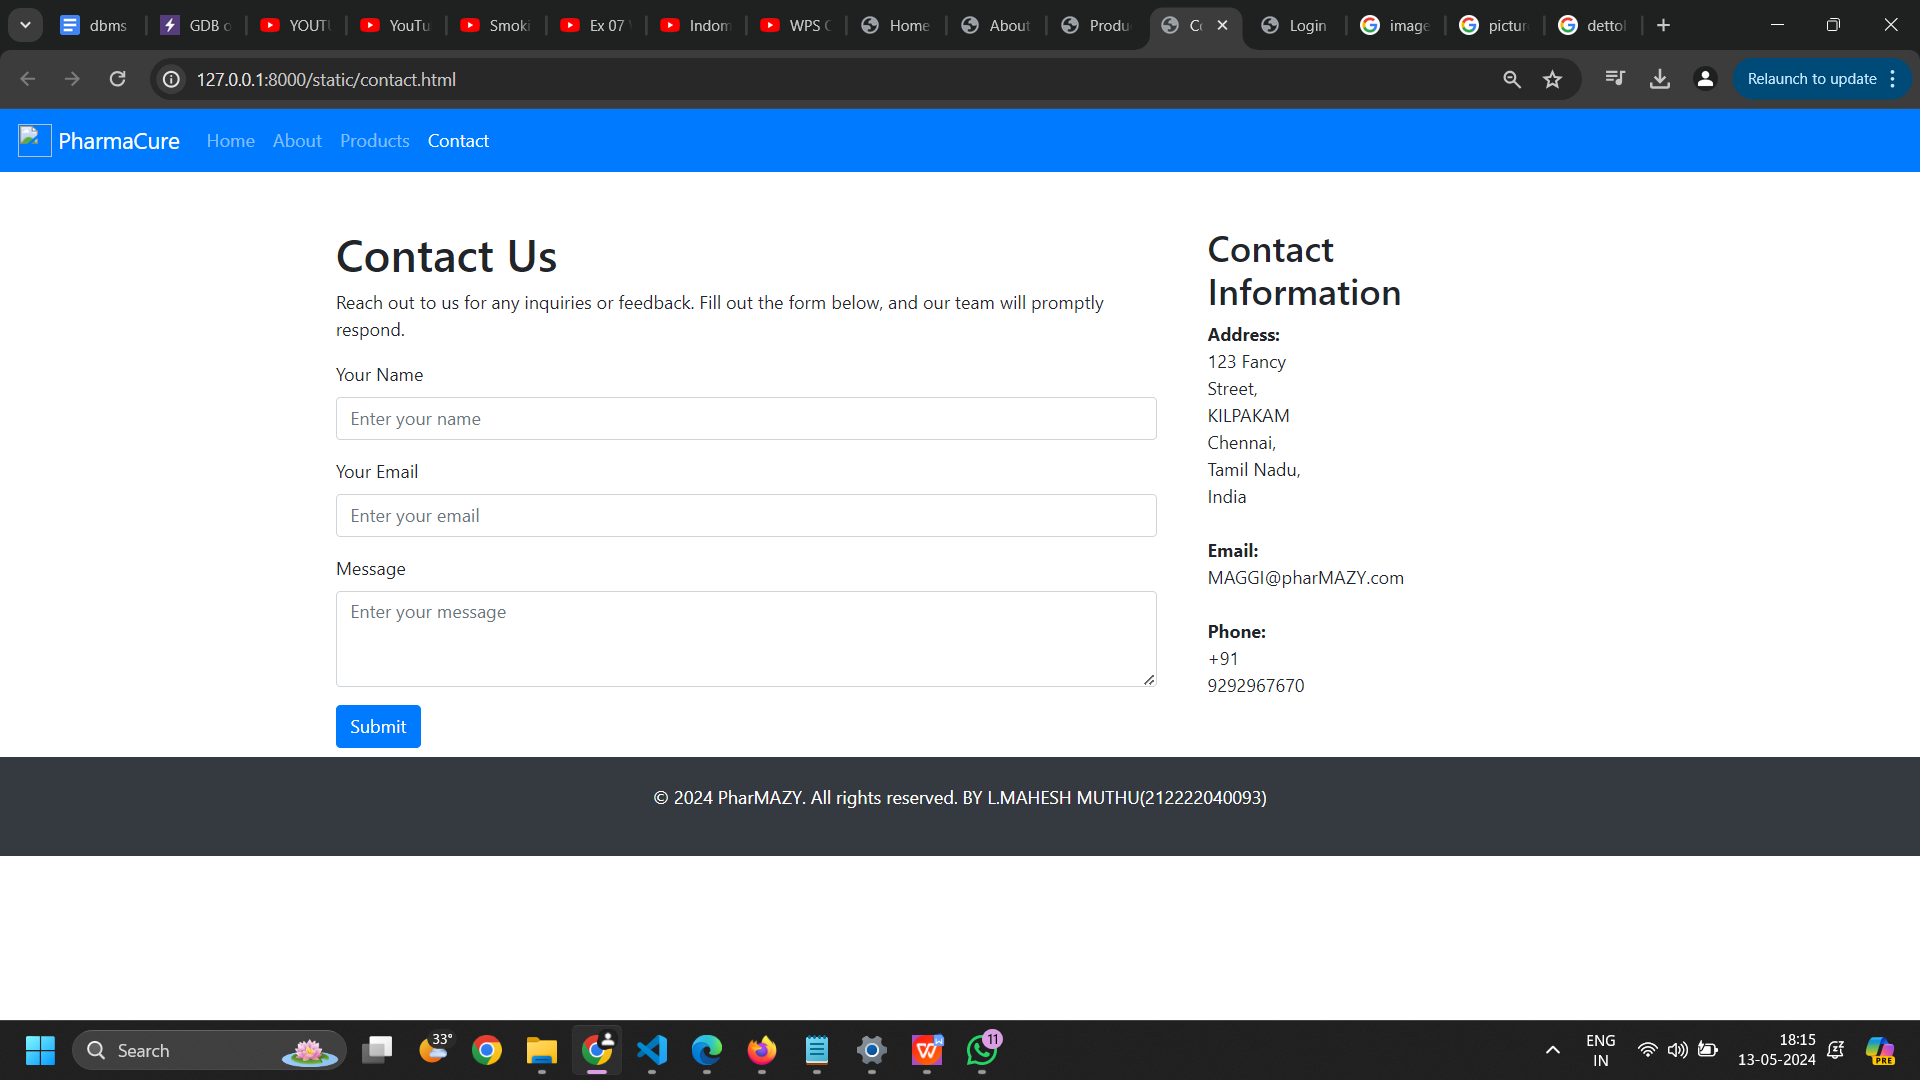 dbms
GDB o
YOUTU
YouTu
Smoki
Ex 07
Indom
WPS C
Home
About
Produ
Co
Login
image
pictur
dettol
127.0.0.1:8000/static/contact.html
Relaunch to update
PharmaCure
Home
About
Products
Contact
Contact Us
Reach out to us for any inquiries or feedback. Fill out the form below, and our team will promptly
respond.
Your Name
Enter your name
Your Email
Enter your email
Message
Enter your message
Submit
Contact
Information
Address:
123 Fancy
Street,
KILPAKAM
Chennai,
Tamil Nadu,
India
Email:
MAGGI@pharMAZY.com
Phone:
+91
9292967670
© 2024 PharMAZY. All rights reserved. BY L.MAHESH MUTHU(212222040093)
Search
33°
11
ENG
IN
18:15
13-05-2024
PRE